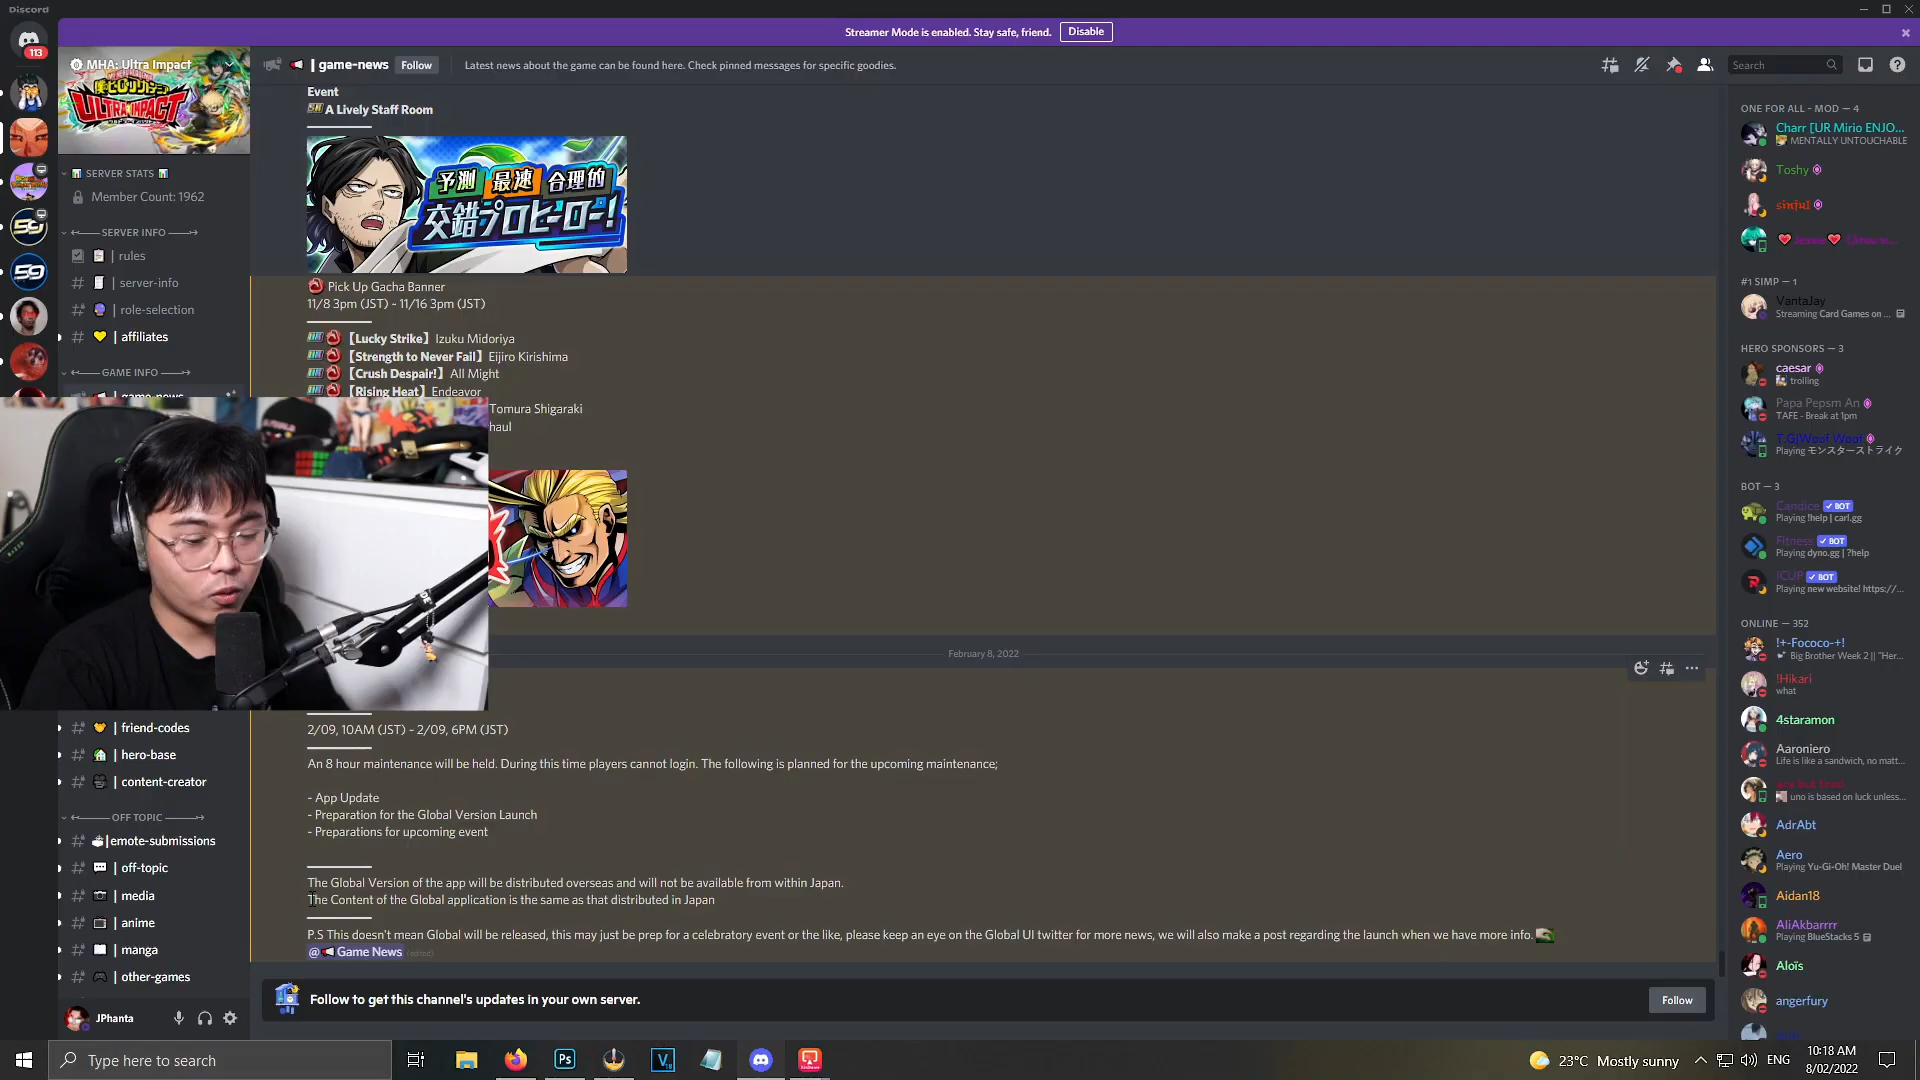 Discord
Streamer Mode is enabled. Stay safe, friend.
Disable
113
MHA: Ultra Impact
ULTRA IMPACT
SERVER STATS
Member Count: 1962
SERVER INFO
rules
server-info
role-selection
affiliates
GAME INFO
game-news
friend-codes
hero-base
content-creator
OFF TOPIC
emote-submissions
off-topic
media
anime
manga
other-games
JPhanta
| game-news
Follow
Latest news about the game can be found here. Check pinned messages for specific goodies.
Search
Event
A Lively Staff Room
予測 最速 合理的
交錯プロヒーロー!
Pick Up Gacha Banner
11/8 3pm (JST) - 11/16 3pm (JST)
【Lucky Strike】 Izuku Midoriya
【Strength to Never Fail】 Eijiro Kirishima
【Crush Despair!】 All Might
【Rising Heat】 Endeavor
Tomura Shigaraki
haul
February 8, 2022
2/09, 10AM (JST) - 2/09, 6PM (JST)
An 8 hour maintenance will be held. During this time players cannot login. The following is planned for the upcoming maintenance;
- App Update
- Preparation for the Global Version Launch
- Preparations for upcoming event
The Global Version of the app will be distributed overseas and will not be available from within Japan.
The Content of the Global application is the same as that distributed in Japan
P.S This doesn't mean Global will be released, this may just be prep for a celebratory event or the like, please keep an eye on the Global UI twitter for more news, we will also make a post regarding the launch when we have more info.
@ Game News (edited)
Follow to get this channel's updates in your own server.
Follow
ONE FOR ALL - MOD — 4
Charr [UR Mirio ENJO...
MENTALLY UNTOUCHABLE
Toshy
sinful
#1 SIMP — 1
VantaJay
Streaming Card Games on ...
HERO SPONSORS — 3
caesar
trolling
Papa Pepsm An
TAFE - Break at 1pm
T.G|Woof Woof
Playing モンスターストライク
BOT — 3
Candice BOT
Playing !help | carl.gg
Fitness BOT
Playing dyno.gg | ?help
!CUP BOT
Playing new website! https://...
ONLINE — 352
!+-Fococo-+!
Big Brother Week 2 || "Her...
!Hikari
what
4staramon
Aaroniero
Life is like a sandwich, no matt...
uno is based on luck unless...
AdrAbt
Aero
Playing Yu-Gi-Oh! Master Duel
Aidan18
AliAkbarrrr
Playing BlueStacks 5
Aloïs
angerfury
Type here to search
Ps
23°C Mostly sunny
ENG
10:18 AM
8/02/2022